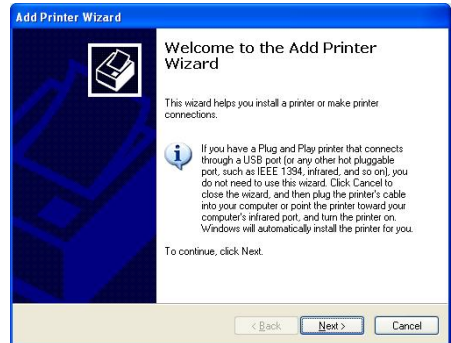 Add Printer Wizard
Welcome to the Add Printer
Wizard
This wizard helps you install a printer or make printer
connections.
If you have a Plug and Play printer that connects
through a USB port (or any other hot pluggable
port, such as IEEE 1394, infrared, and so on), you
do not need to use this wizard. Click Cancel to
close the wizard, and then plug the printer's cable
into your computer or point the printer toward your
computer's infrared port, and turn the printer on.
Windows will automatically install the printer for you.
To continue, click Next.
< Back Next > Cancel